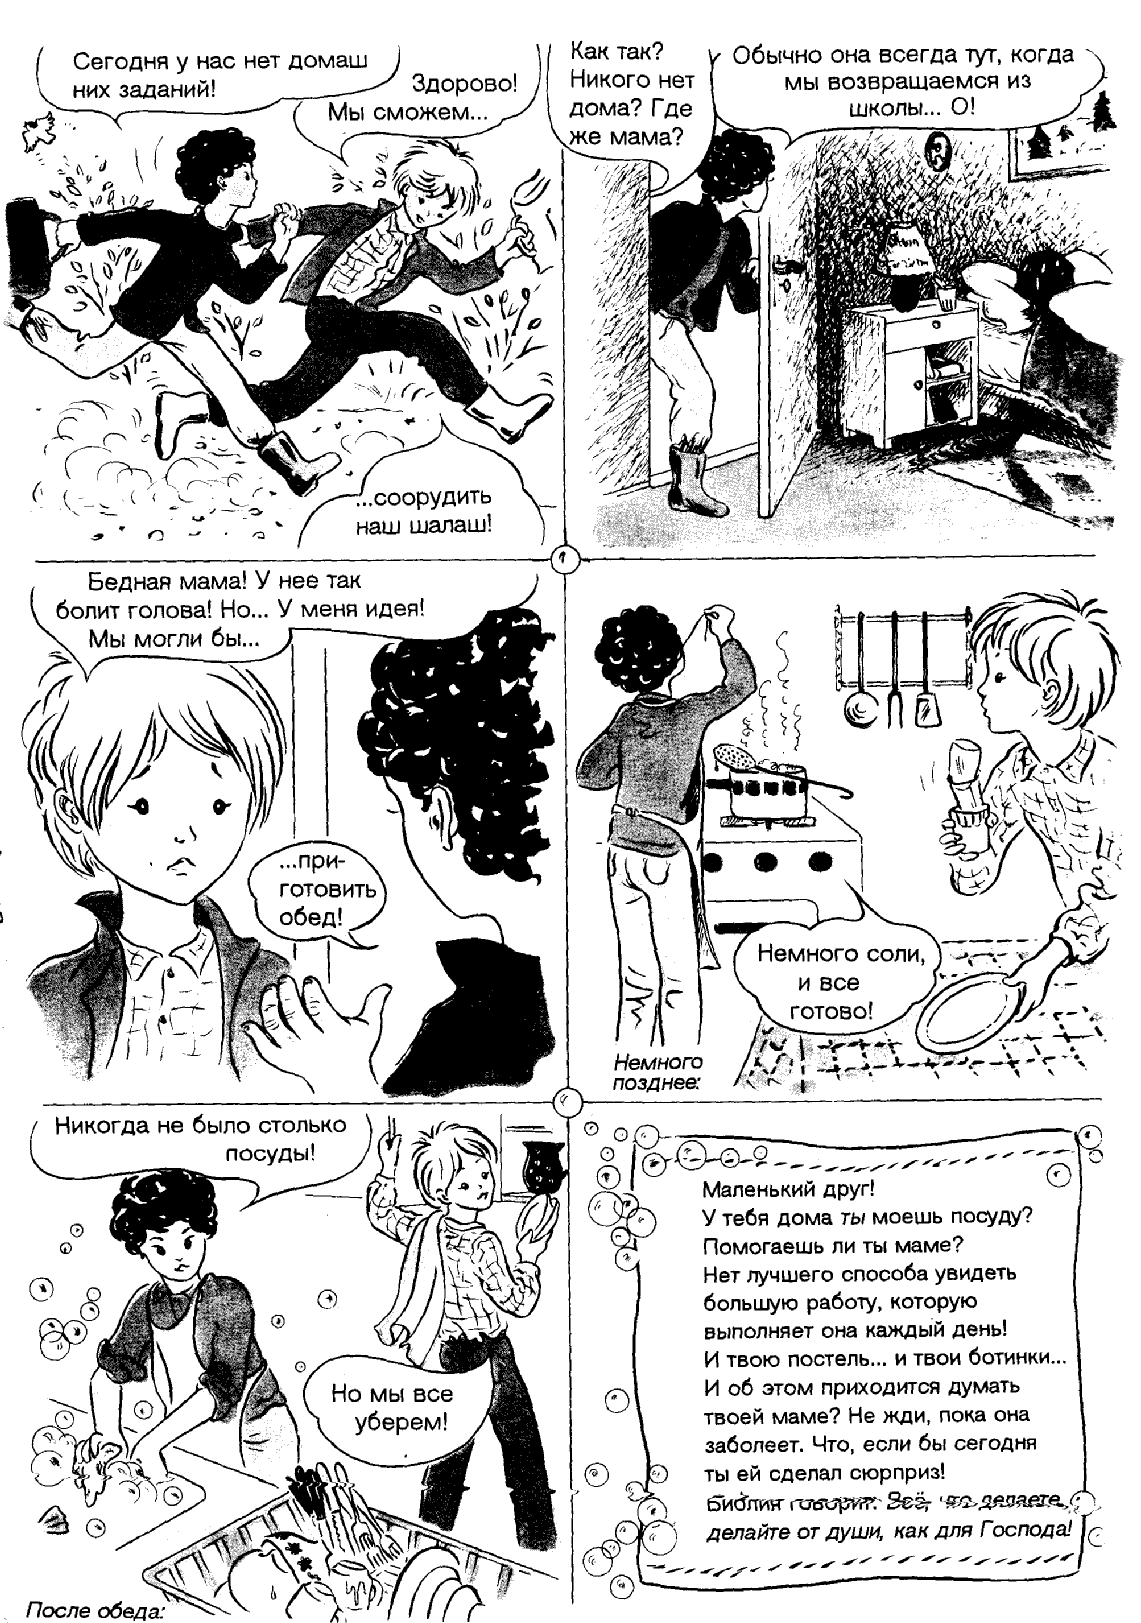 Сегодня у нас нет домаш
них заданий!
Здорово!
Мы сможем...
...соорудить
наш шалаш!
Как так?
Никого нет
дома? Где
же мама?
Обычно она всегда тут, когда
мы возвращаемся из
школы... О!
Бедная мама! У нее так
болит голова! Но... У меня идея!
Мы могли бы...
...при-
готовить
обед!
Немного соли,
и все
готово!
Немного
позднее:
Никогда не было столько
посуды!
Но мы все
уберем!
После обеда:
Маленький друг!
У тебя дома ты моешь посуду?
Помогаешь ли ты маме?
Нет лучшего способа увидеть
большую работу, которую
выполняет она каждый день!
И твою постель... и твои ботинки...
И об этом приходится думать
твоей маме? Не жди, пока она
заболеет. Что, если бы сегодня
ты ей сделал сюрприз!
Библия говорит: Всё, что делаете,
делайте от души, как для Господа!